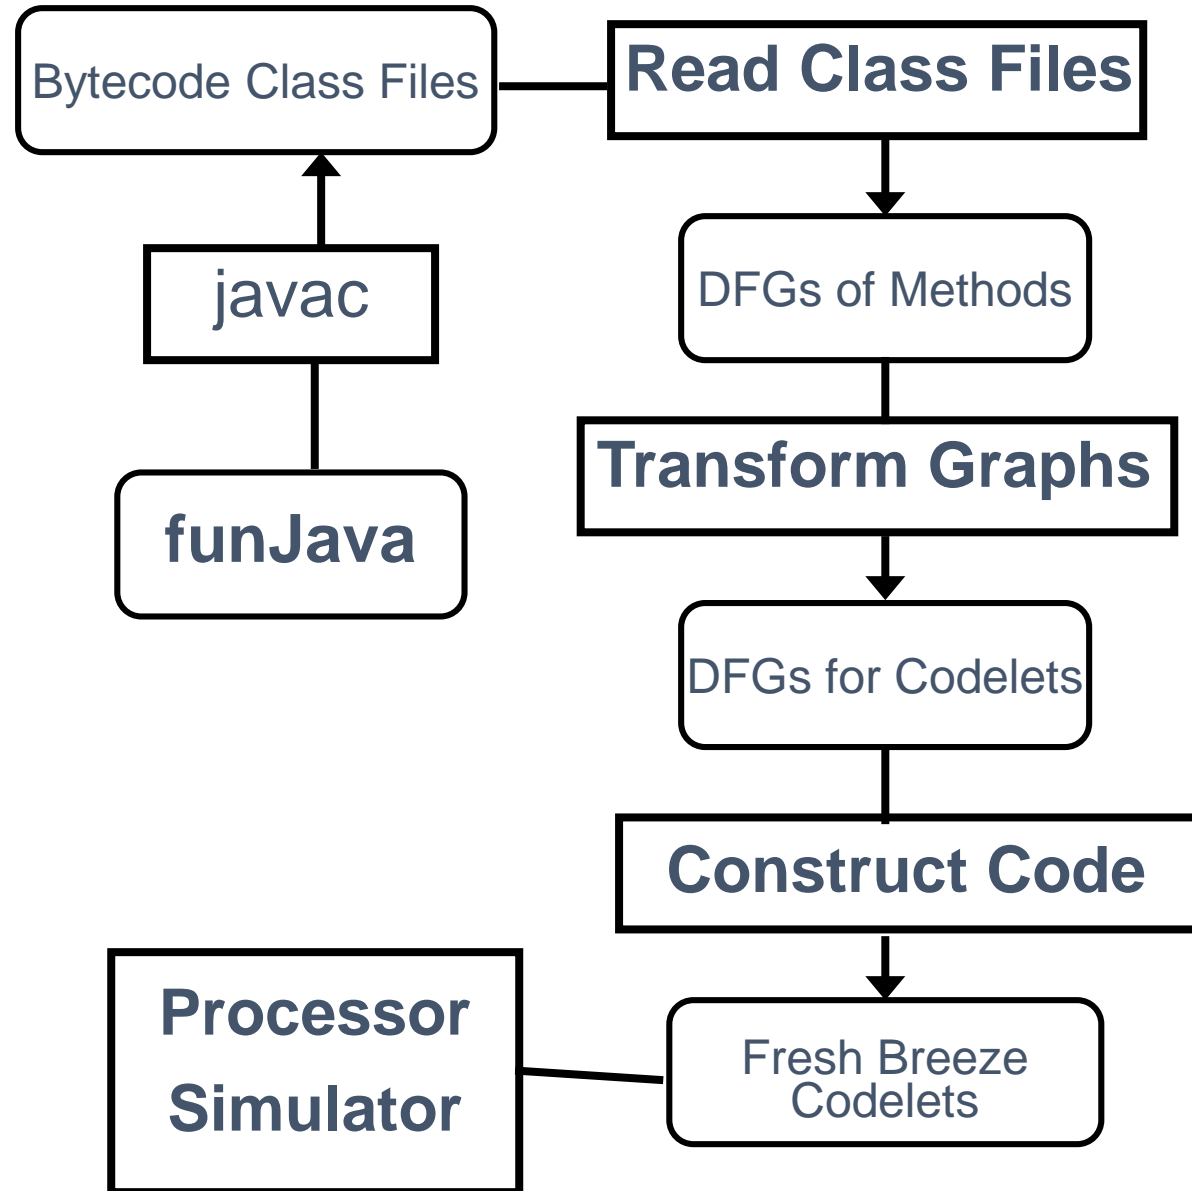 Bytecode Class Files
Read Class Files
javac
DFGs of Methods
Transform Graphs
funJava
DFGs for Codelets
Construct Code
Processor
Simulator
Fresh Breeze
Codelets